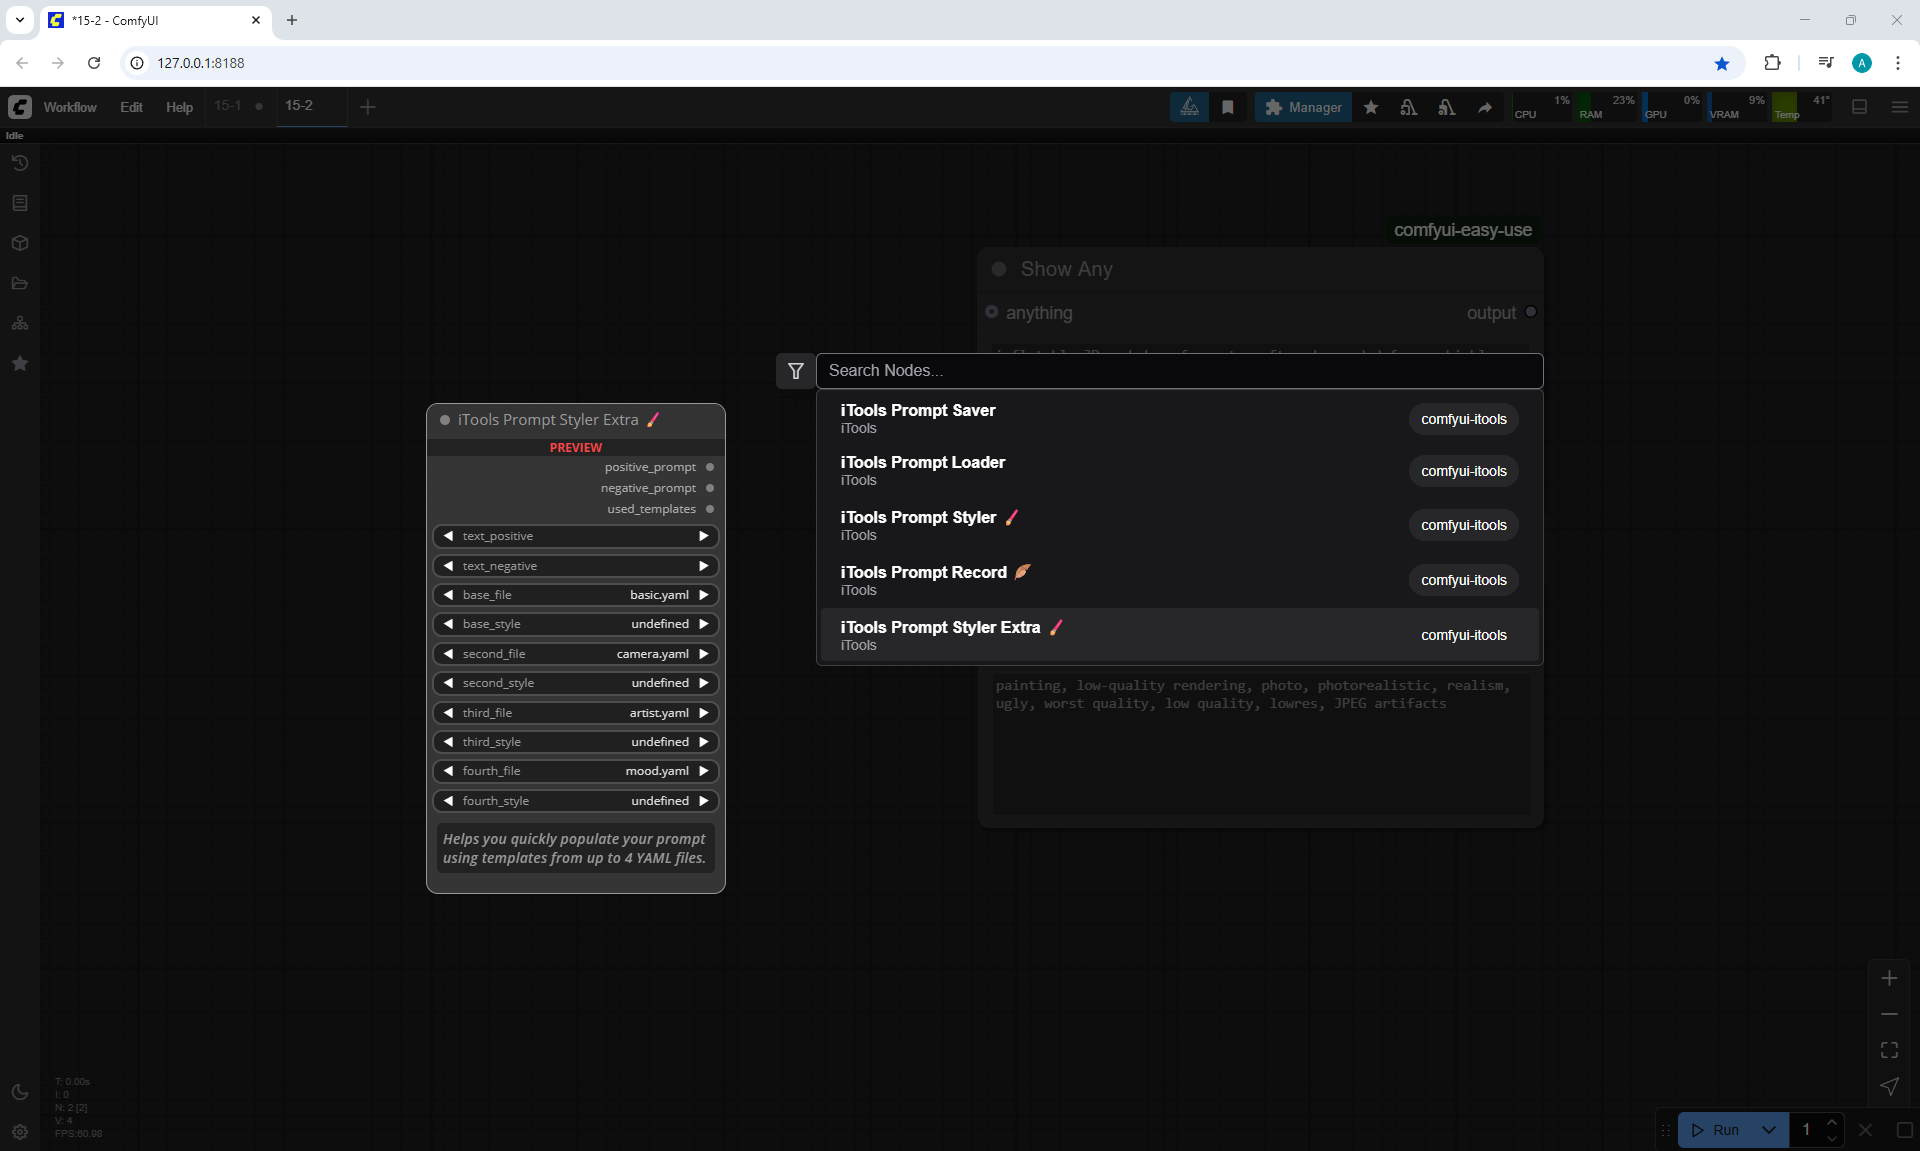 *15-2 - ComfyUI
127.0.0.1:8188
A
Workflow Edit Help 15-1 15-2
Manager
CPU 1% RAM 23% GPU 0% VRAM 9% Temp 41°
Idle
comfyui-easy-use
Show Any
anything output
Search Nodes...
iTools Prompt Saver
iTools
comfyui-itools
iTools Prompt Loader
iTools
comfyui-itools
iTools Prompt Styler
iTools
comfyui-itools
iTools Prompt Record
iTools
comfyui-itools
iTools Prompt Styler Extra
iTools
comfyui-itools
iTools Prompt Styler Extra
PREVIEW
positive_prompt
negative_prompt
used_templates
text_positive
text_negative
base_file basic.yaml
base_style undefined
second_file camera.yaml
second_style undefined
third_file artist.yaml
third_style undefined
fourth_file mood.yaml
fourth_style undefined
Helps you quickly populate your prompt
using templates from up to 4 YAML files.
painting, low-quality rendering, photo, photorealistic, realism,
ugly, worst quality, low quality, lowres, JPEG artifacts
T: 0.00s
I: 0
N: 2 [2]
V: 4
FPS:60.98
Run 1